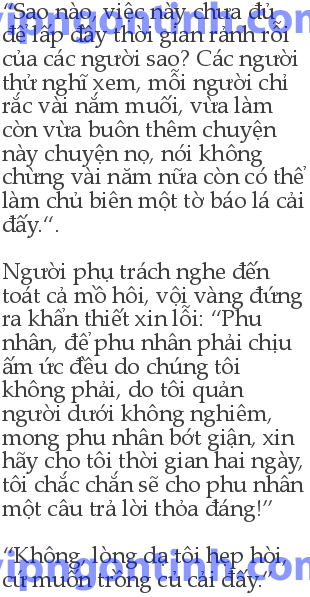 “Sao nào, việc này chưa đủ
để lấp đầy thời gian rảnh rỗi
của các người sao? Các người
thử nghĩ xem, mỗi người chỉ
rắc vài nắm muối, vừa làm
còn vừa buôn thêm chuyện
này chuyện nọ, nói không
chừng vài năm nữa còn có thể
làm chủ biên một tờ báo lá cải
đấy.“.
Người phụ trách nghe đến
toát cả mồ hôi, vội vàng đứng
ra khẩn thiết xin lỗi: “Phu
nhân, để phu nhân phải chịu
ấm ức đều do chúng tôi
không phải, do tôi quản
người dưới không nghiêm,
mong phu nhân bớt giận, xin
hãy cho tôi thời gian hai ngày,
tôi chắc chắn sẽ cho phu nhân
một câu trả lời thỏa đáng!”
“Không, lòng dạ tôi hẹp hòi,
cứ muốn trồng củ cải đấy.”
vipngontinh.com
vipngontinh.com